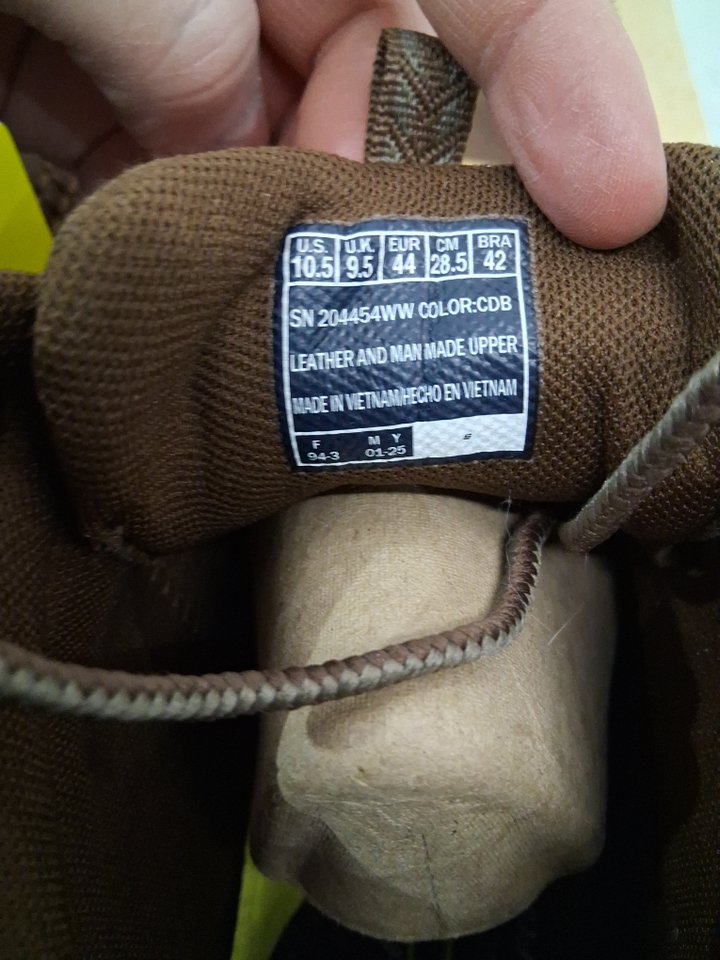 U.S. U.K. EUR CM BRA
10.5 9.5 44 28.5 42
SN 204454WW COLOR:CDB
LEATHER AND MAN MADE UPPER
MADE IN VIETNAM/HECHO EN VIETNAM
F M Y
94-3 01-25